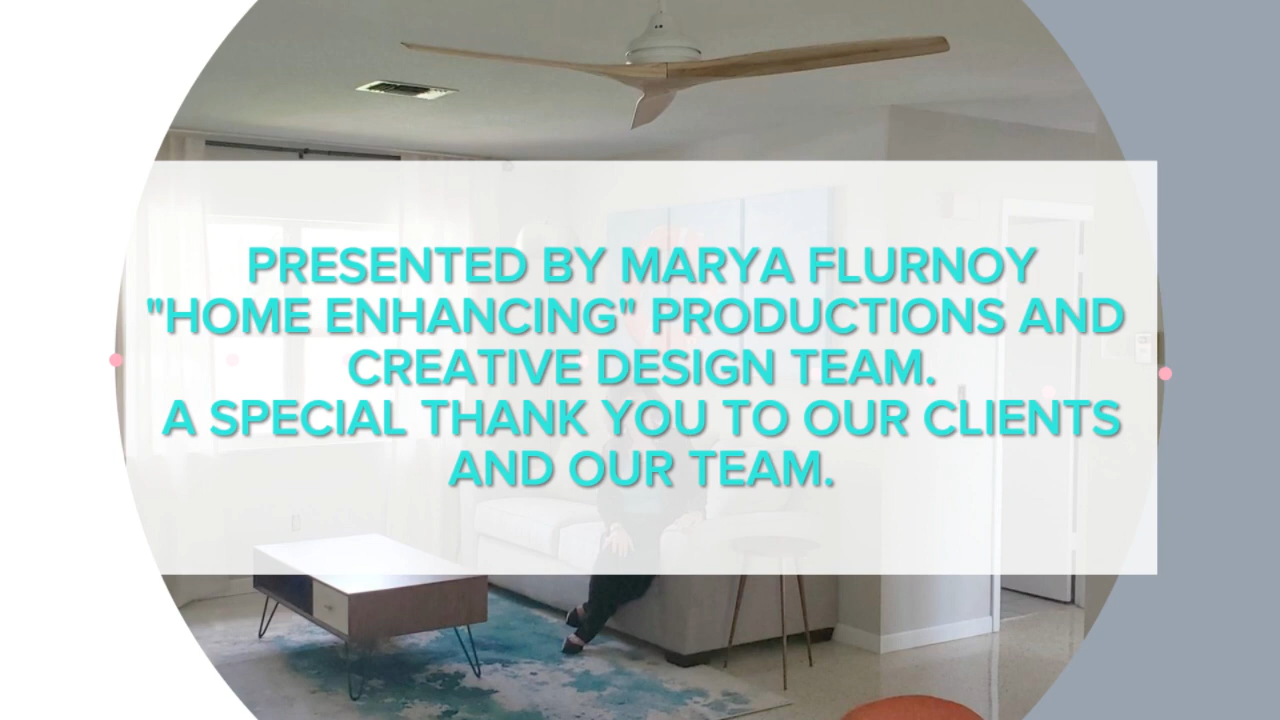 PRESENTED BY MARYA FLURNOY
"HOME ENHANCING" PRODUCTIONS AND
CREATIVE DESIGN TEAM.
A SPECIAL THANK YOU TO OUR CLIENTS
AND OUR TEAM.